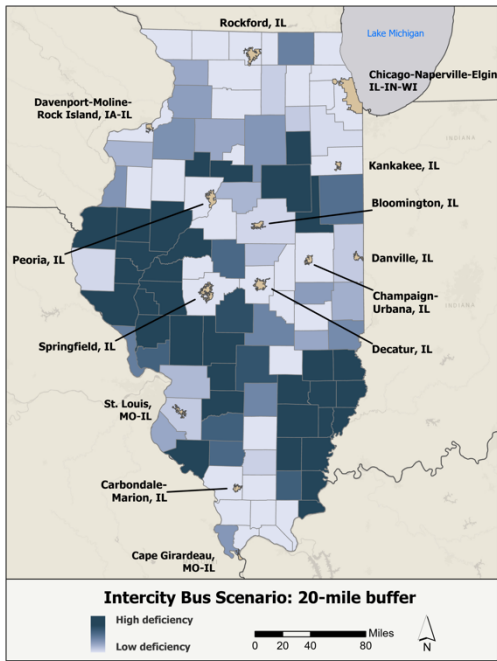 Rockford, IL
Lake Michigan
Chicago-Naperville-Elgin
IL-IN-WI
Davenport-Moline-
Rock Island, IA-IL
INDIANA
Kankakee, IL
Bloomington, IL
Peoria, IL
Danville, IL
Champaign-
Urbana, IL
INDIANA
Springfield, IL
Decatur, IL
St. Louis,
MO-IL
Carbondale-
Marion, IL
Cape Girardeau,
MO-IL
Intercity Bus Scenario: 20-mile buffer
High deficiency
Low deficiency
Miles
0 20 40 80
N